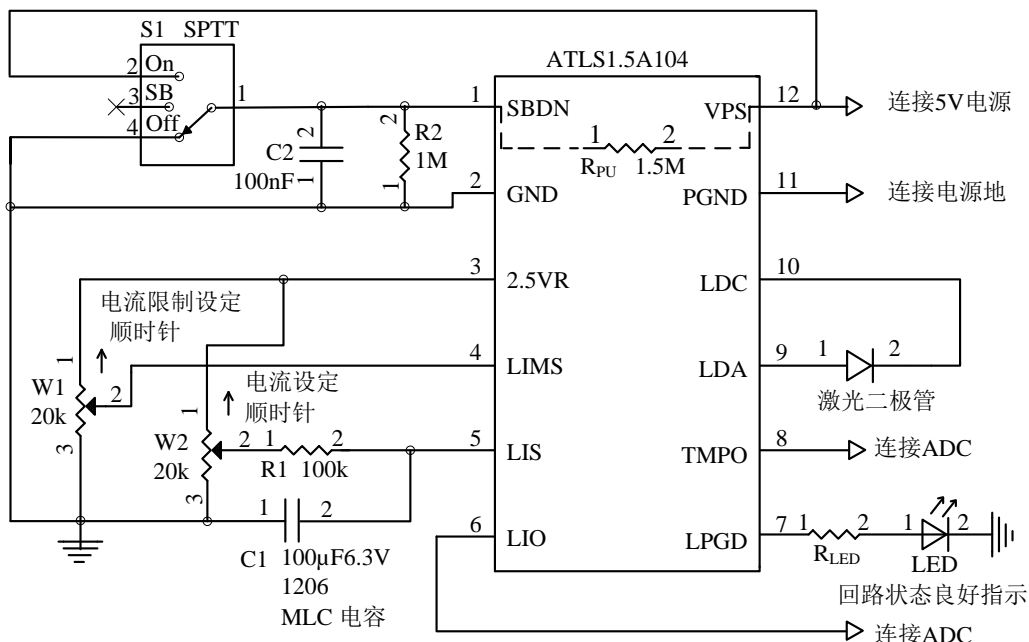 S1 SPTT
ATLS1.5A104
2 On
3 SB
4 Off
1
1 SBDN
VPS 12
连接5V电源
2
C2
100nF
1
2
R2
1M
1
1 2
R_PU 1.5M
2 GND
PGND 11
连接电源地
3 2.5VR
LDC 10
电流限制设定
顺时针
1
W1
20k
2
3
4 LIMS
LDA 9
1 2
激光二极管
电流设定
顺时针
1
W2
20k
2
3
1 2
R1 100k
5 LIS
TMPO 8
连接ADC
1 2
C1 100μF6.3V
1206
MLC 电容
6 LIO
LPGD 7
1 2
R_LED
1 2
LED
回路状态良好指示
连接ADC